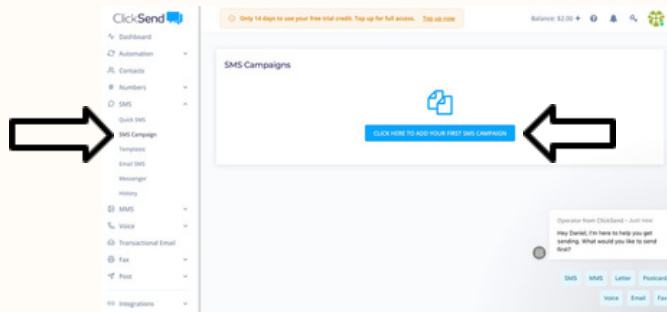 ClickSend
Only 14 days to use your free trial credit. Top up for full access. Top up now
Balance: $2.00 +
Dashboard
Automation
Contacts
Numbers
SMS
Quick SMS
SMS Campaign
Templates
Email SMS
Messenger
History
MMS
Voice
Transactional Email
Fax
Post
Integrations
SMS Campaigns
CLICK HERE TO ADD YOUR FIRST SMS CAMPAIGN
Operator from ClickSend - Just now
Hey Daniel, I'm here to help you get
sending. What would you like to send
first?
SMS MMS Letter Postcard
Voice Email Fax